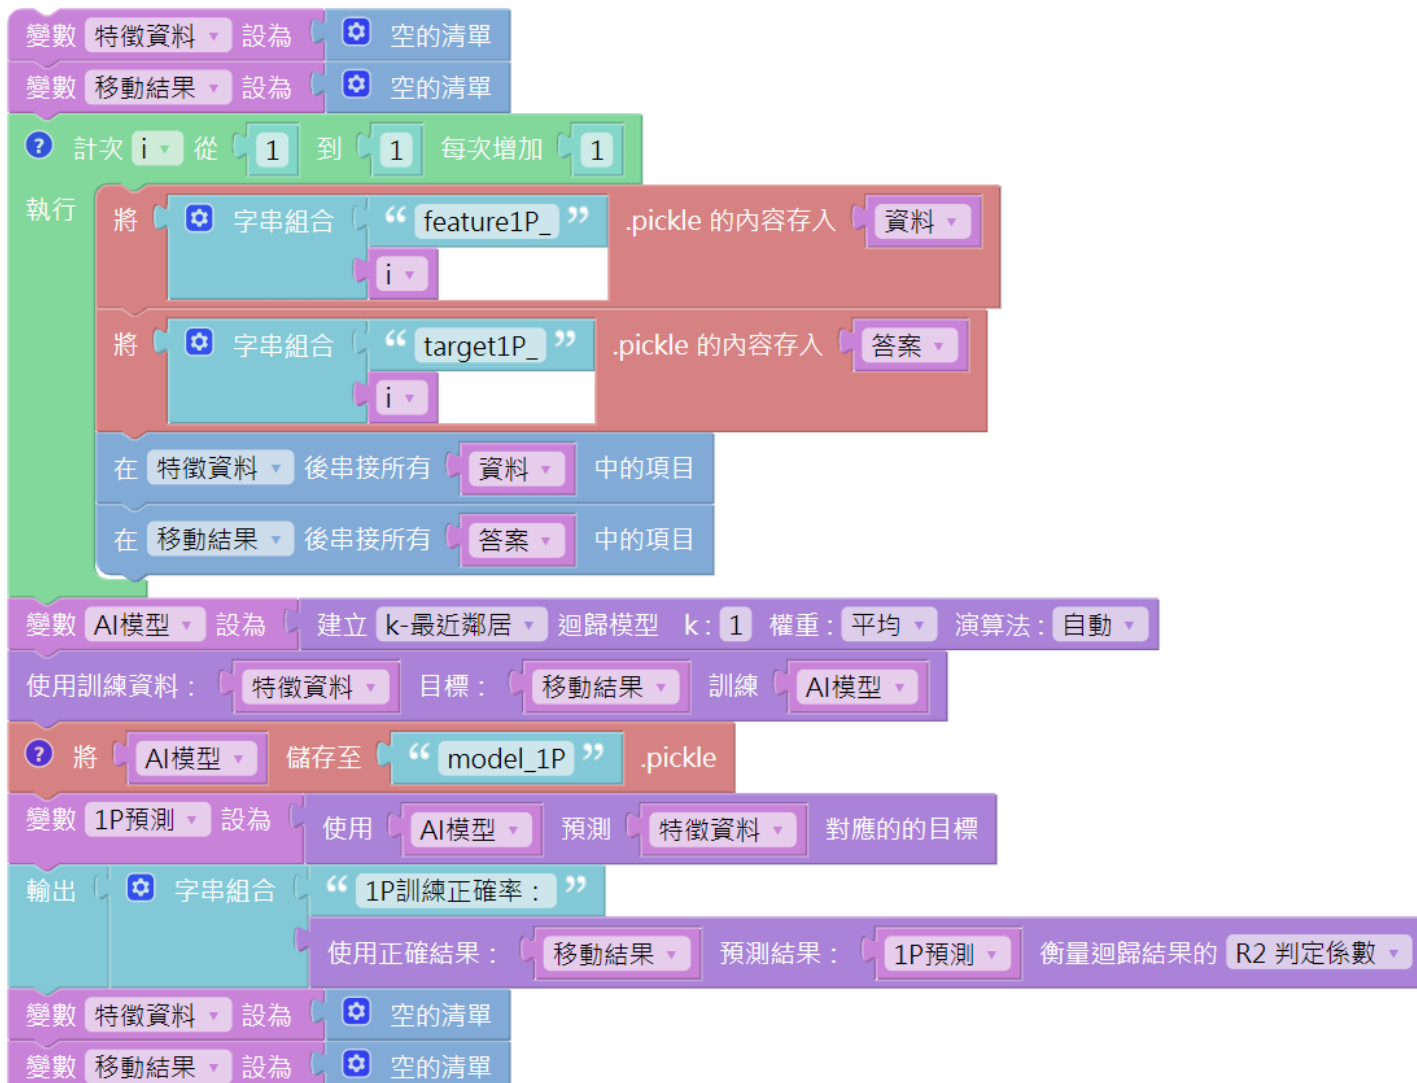 變數 特徵資料 設為 空的清單
變數 移動結果 設為 空的清單
? 計次 i 從 1 到 1 每次增加 1
執行 將 字串組合 “ feature1P_ ” .pickle 的內容存入 資料
i
將 字串組合 “ target1P_ ” .pickle 的內容存入 答案
i
在 特徵資料 後串接所有 資料 中的項目
在 移動結果 後串接所有 答案 中的項目
變數 AI模型 設為 建立 k-最近鄰居 迴歸模型 k : 1 權重 : 平均 演算法 : 自動
使用訓練資料： 特徵資料 目標： 移動結果 訓練 AI模型
? 將 AI模型 儲存至 “ model_1P ” .pickle
變數 1P預測 設為 使用 AI模型 預測 特徵資料 對應的的目標
輸出 字串組合 “ 1P訓練正確率： ”
使用正確結果： 移動結果 預測結果： 1P預測 衡量迴歸結果的 R2 判定係數
變數 特徵資料 設為 空的清單
變數 移動結果 設為 空的清單